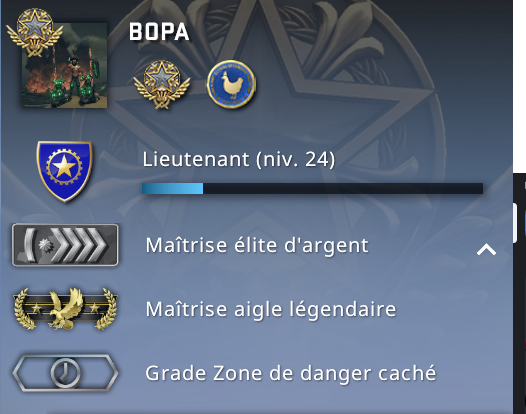 BOPA
Lieutenant (niv. 24)
Maîtrise élite d'argent
Maîtrise aigle légendaire
Grade Zone de danger caché